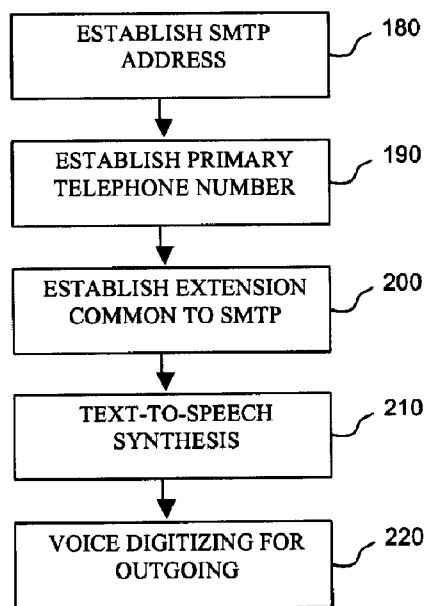 ESTABLISH SMTP
ADDRESS
180
ESTABLISH PRIMARY
TELEPHONE NUMBER
190
ESTABLISH EXTENSION
COMMON TO SMTP
200
TEXT-TO-SPEECH
SYNTHESIS
210
VOICE DIGITIZING FOR
OUTGOING
220